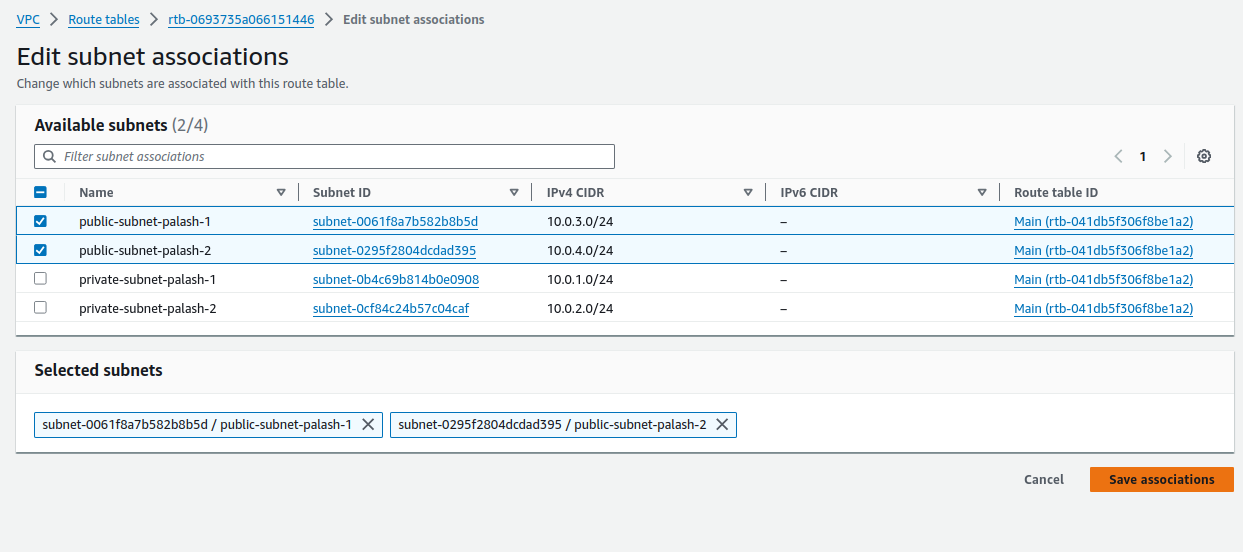 VPC > Route tables > rtb-0693735a066151446 > Edit subnet associations
Edit subnet associations
Change which subnets are associated with this route table.
Available subnets (2/4)
Filter subnet associations
1
Name Subnet ID IPv4 CIDR IPv6 CIDR Route table ID
public-subnet-palash-1 subnet-0061f8a7b582b8b5d 10.0.3.0/24 – Main (rtb-041db5f306f8be1a2)
public-subnet-palash-2 subnet-0295f2804dcdad395 10.0.4.0/24 – Main (rtb-041db5f306f8be1a2)
private-subnet-palash-1 subnet-0b4c69b814b0e0908 10.0.1.0/24 – Main (rtb-041db5f306f8be1a2)
private-subnet-palash-2 subnet-0cf84c24b57c04caf 10.0.2.0/24 – Main (rtb-041db5f306f8be1a2)
Selected subnets
subnet-0061f8a7b582b8b5d / public-subnet-palash-1 subnet-0295f2804dcdad395 / public-subnet-palash-2
Cancel Save associations